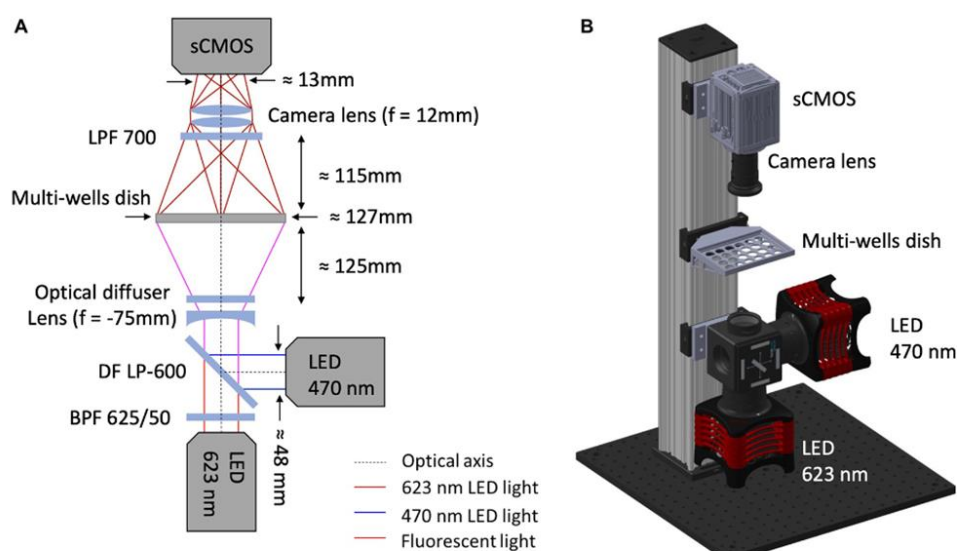 A
sCMOS
≈ 13mm
Camera lens (f = 12mm)
LPF 700
≈ 115mm
Multi-wells dish
≈ 127mm
≈ 125mm
Optical diffuser
Lens (f = -75mm)
DF LP-600
LED
470 nm
BPF 625/50
≈ 48 mm
LED
623 nm
Optical axis
623 nm LED light
470 nm LED light
Fluorescent light
B
sCMOS
Camera lens
Multi-wells dish
LED
470 nm
LED
623 nm